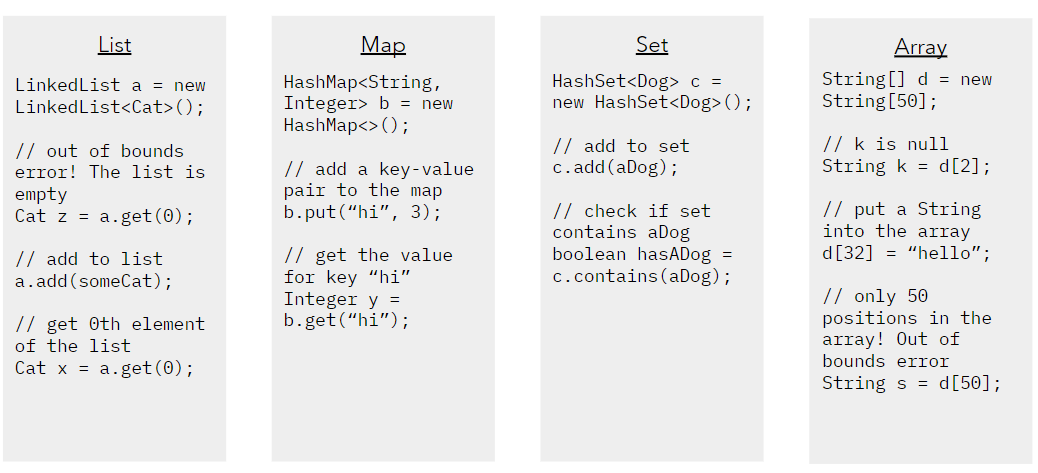 List
LinkedList a = new
LinkedList<Cat>();
// out of bounds
error! The list is
empty
Cat z = a.get(0);
// add to list
a.add(someCat);
// get 0th element
of the list
Cat x = a.get(0);
Map
HashMap<String,
Integer> b = new
HashMap<>();
// add a key-value
pair to the map
b.put(“hi”, 3);
// get the value
for key “hi”
Integer y =
b.get(“hi”);
Set
HashSet<Dog> c =
new HashSet<Dog>();
// add to set
c.add(aDog);
// check if set
contains aDog
boolean hasADog =
c.contains(aDog);
Array
String[] d = new
String[50];
// k is null
String k = d[2];
// put a String
into the array
d[32] = “hello”;
// only 50
positions in the
array! Out of
bounds error
String s = d[50];